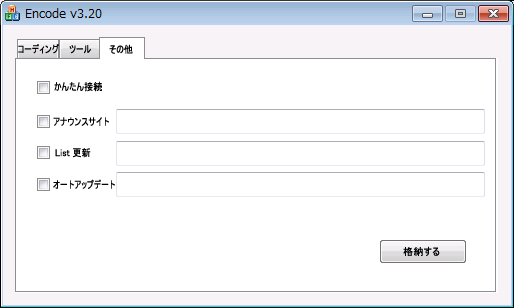 Encode v3.20
コーディング ツール その他
かんたん接続
アナウンスサイト
List 更新
オートアップデート
格納する